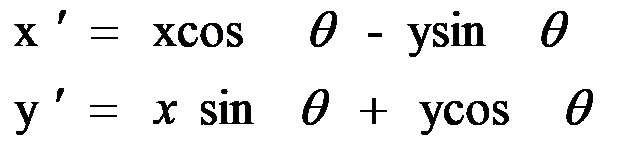 x ′ = xcos θ - ysin θ
y ′ = x sin θ + ycos θ